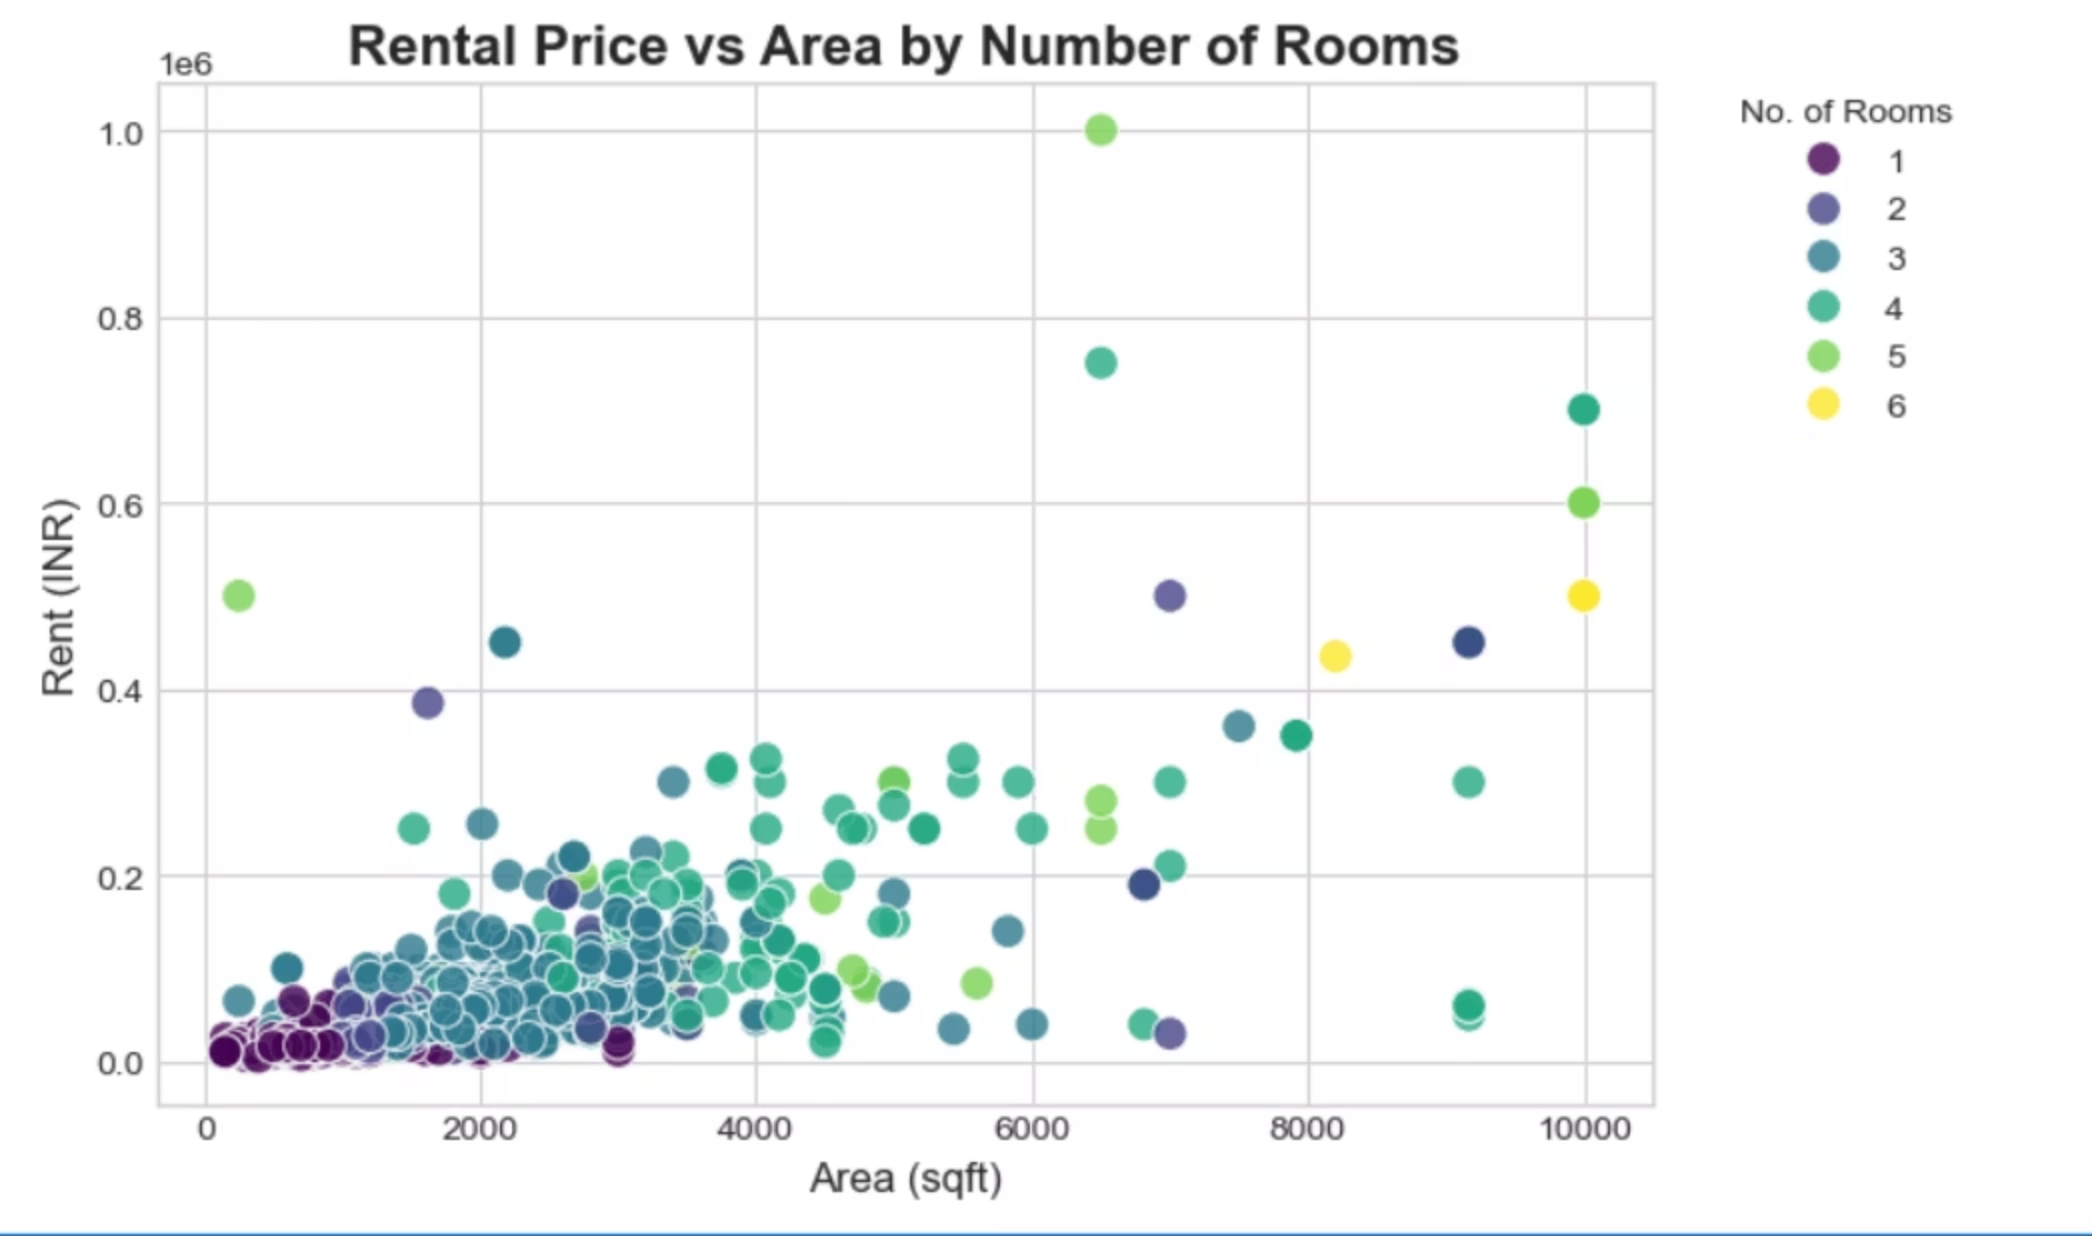 Rental Price vs Area by Number of Rooms
1e6
1.0
0.8
0.6
0.4
0.2
0.0
Rent (INR)
0 2000 4000 6000 8000 10000
Area (sqft)
No. of Rooms
1
2
3
4
5
6